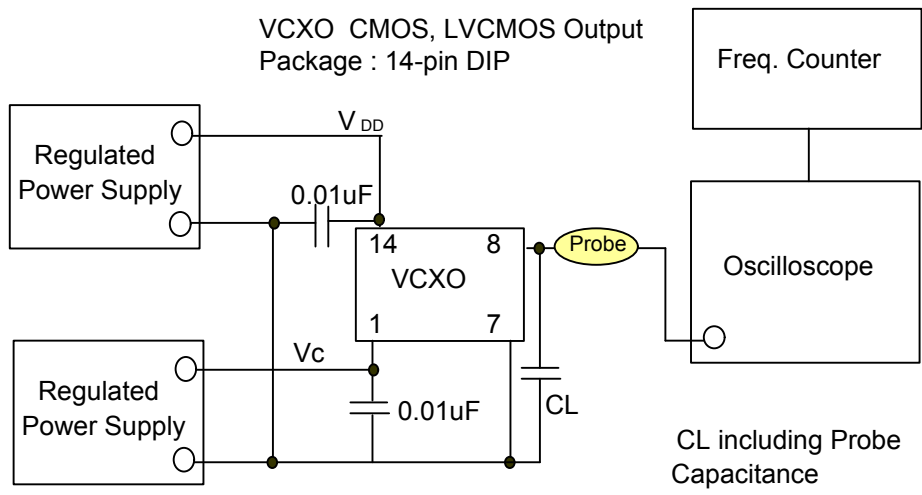 VCXO CMOS, LVCMOS Output
Package : 14-pin DIP
Freq. Counter
Regulated
Power Supply
V DD
0.01uF
14
8
VCXO
1
7
Probe
Oscilloscope
Regulated
Power Supply
Vc
0.01uF
CL
CL including Probe
Capacitance